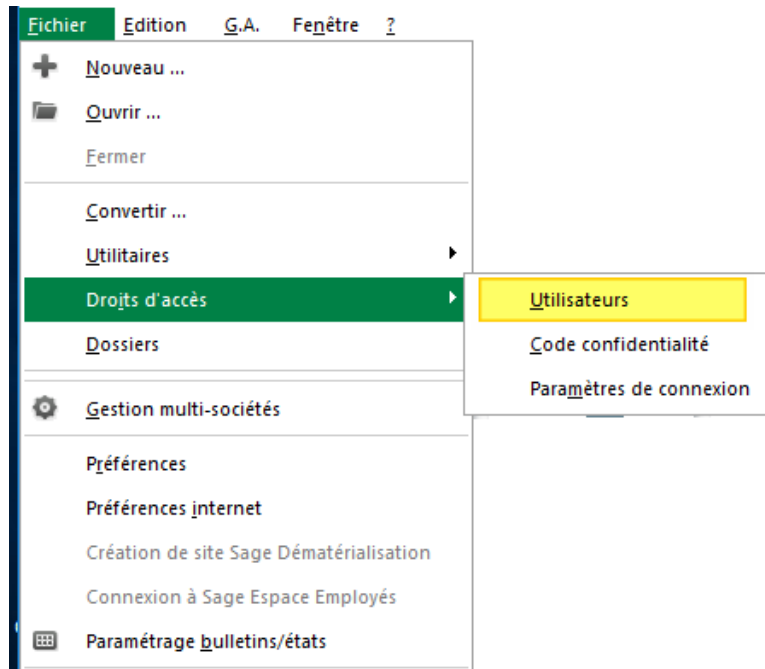 Fichier Edition G.A. Fenêtre ?
Nouveau ...
Ouvrir ...
Fermer
Convertir ...
Utilitaires
Droits d'accès
Utilisateurs
Dossiers
Code confidentialité
Paramètres de connexion
Gestion multi-sociétés
Préférences
Préférences internet
Création de site Sage Dématérialisation
Connexion à Sage Espace Employés
Paramétrage bulletins/états